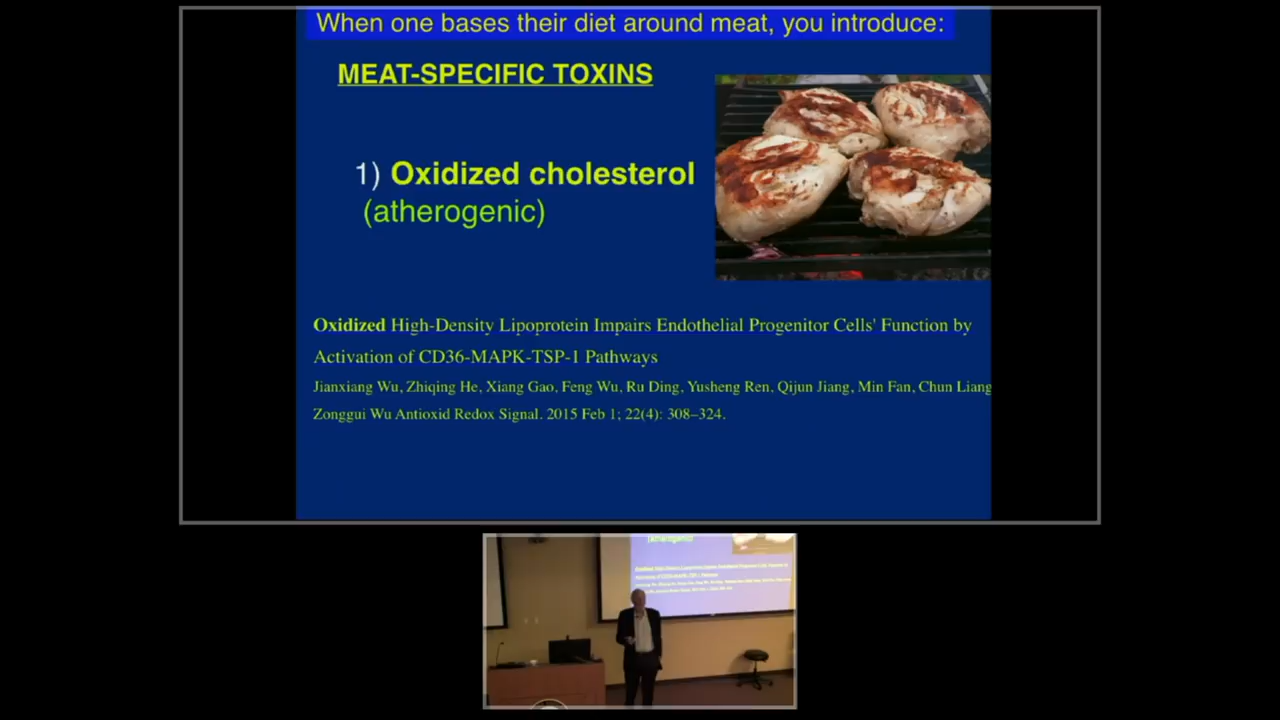 When one bases their diet around meat, you introduce:
MEAT-SPECIFIC TOXINS
1) Oxidized cholesterol
(atherogenic)
Oxidized High-Density Lipoprotein Impairs Endothelial Progenitor Cells' Function by
Activation of CD36-MAPK-TSP-1 Pathways
Jianxiang Wu, Zhiqing He, Xiang Gao, Feng Wu, Ru Ding, Yusheng Ren, Qijun Jiang, Min Fan, Chun Liang
Zonggui Wu Antioxid Redox Signal. 2015 Feb 1; 22(4): 308–324.
(atherogenic)